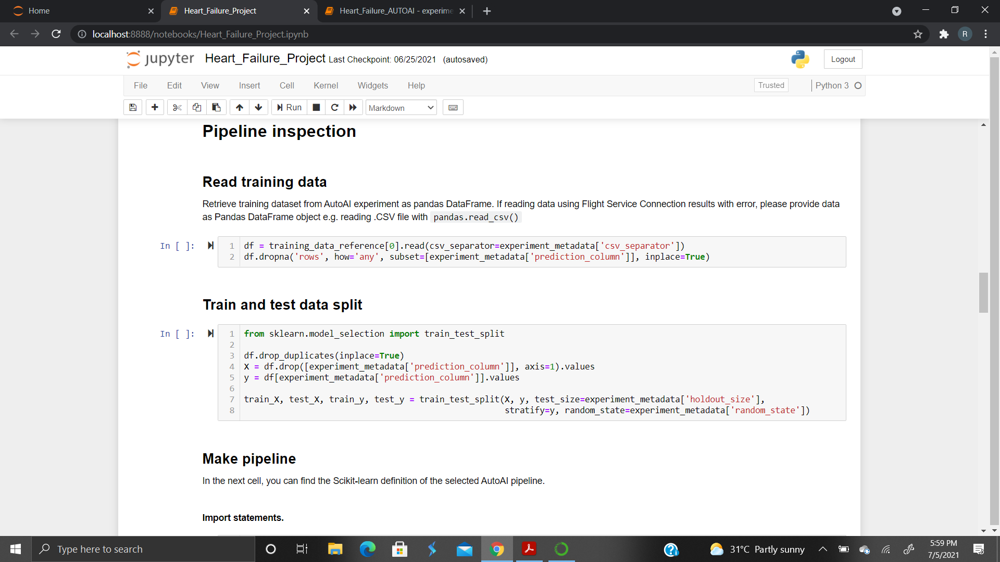 Home
Heart_Failure_Project
Heart_Failure_AUTOAI - experime
localhost:8888/notebooks/Heart_Failure_Project.ipynb
R
jupyter Heart_Failure_Project Last Checkpoint: 06/25/2021 (autosaved)
Logout
File Edit View Insert Cell Kernel Widgets Help
Trusted
Python 3
Run
Markdown
Pipeline inspection
Read training data
Retrieve training dataset from AutoAI experiment as pandas DataFrame. If reading data using Flight Service Connection results with error, please provide data
as Pandas DataFrame object e.g. reading .CSV file with pandas.read_csv()
In [ ]:
1 df = training_data_reference[0].read(csv_separator=experiment_metadata['csv_separator'])
2 df.dropna('rows', how='any', subset=[experiment_metadata['prediction_column']], inplace=True)
Train and test data split
In [ ]:
1 from sklearn.model_selection import train_test_split
2
3 df.drop_duplicates(inplace=True)
4 X = df.drop([experiment_metadata['prediction_column']], axis=1).values
5 y = df[experiment_metadata['prediction_column']].values
6
7 train_X, test_X, train_y, test_y = train_test_split(X, y, test_size=experiment_metadata['holdout_size'],
8 stratify=y, random_state=experiment_metadata['random_state'])
Make pipeline
In the next cell, you can find the Scikit-learn definition of the selected AutoAI pipeline.
Import statements.
Type here to search
31°C Partly sunny
5:59 PM
7/5/2021